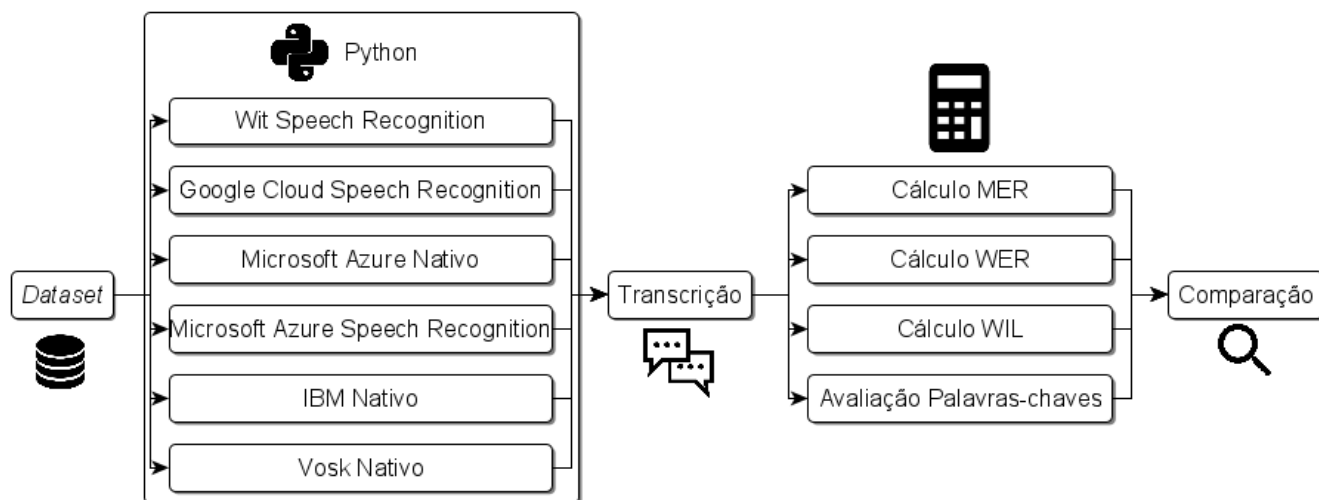 Python
Wit Speech Recognition
Google Cloud Speech Recognition
Microsoft Azure Nativo
Microsoft Azure Speech Recognition
IBM Nativo
Vosk Nativo
Dataset
Transcrição
Cálculo MER
Cálculo WER
Cálculo WIL
Avaliação Palavras-chaves
Comparação